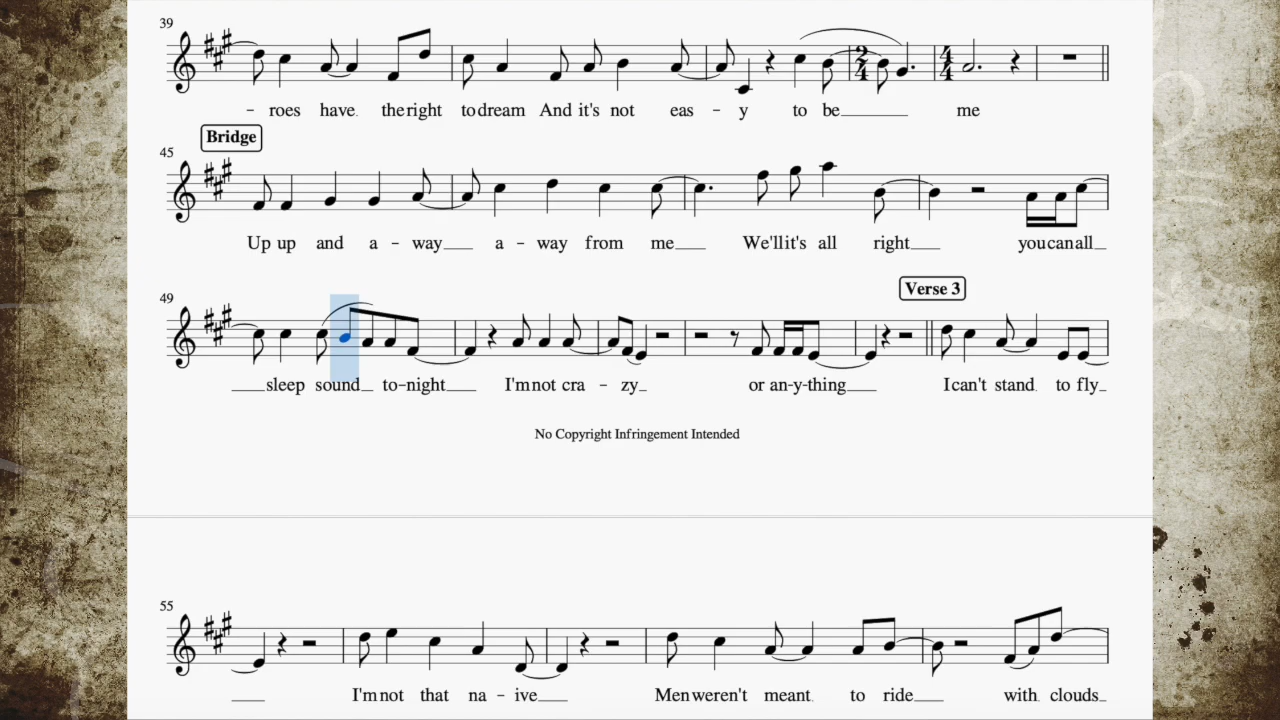 39
- roes have the right to dream And it's not eas - y to be me
Bridge
45
Up up and a - way a - way from me We'll it's all right you can all
49
Verse 3
sleep sound to-night I'm not cra - zy or an-y-thing I can't stand to fly
No Copyright Infringement Intended
55
I'm not that na - ive Men weren't meant to ride with clouds